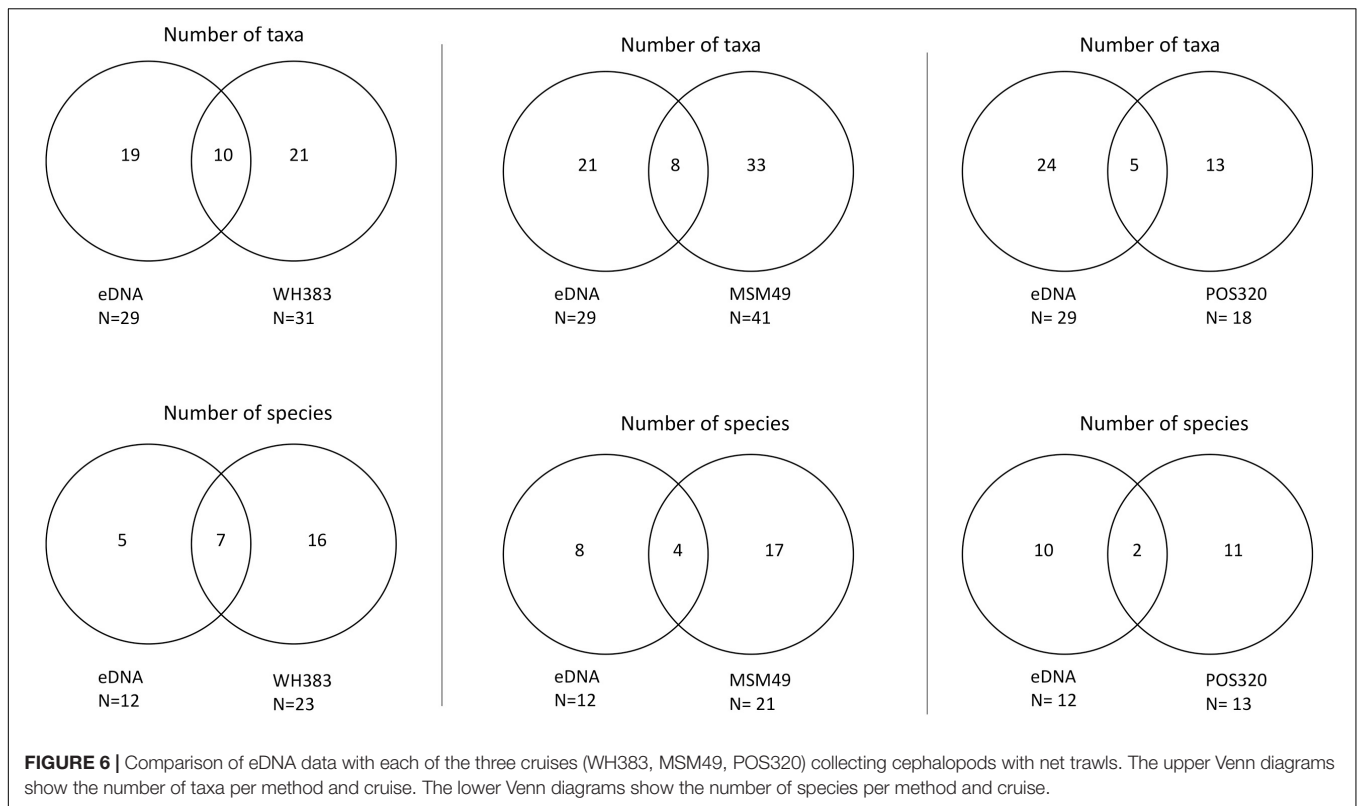 Number of taxa
19 10 21
eDNA
N=29
WH383
N=31
Number of species
5 7 16
eDNA
N=12
WH383
N=23
Number of taxa
21 8 33
eDNA
N=29
MSM49
N=41
Number of species
8 4 17
eDNA
N=12
MSM49
N= 21
Number of taxa
24 5 13
eDNA
N= 29
POS320
N= 18
Number of species
10 2 11
eDNA
N= 12
POS320
N= 13
FIGURE 6 | Comparison of eDNA data with each of the three cruises (WH383, MSM49, POS320) collecting cephalopods with net trawls. The upper Venn diagrams
show the number of taxa per method and cruise. The lower Venn diagrams show the number of species per method and cruise.